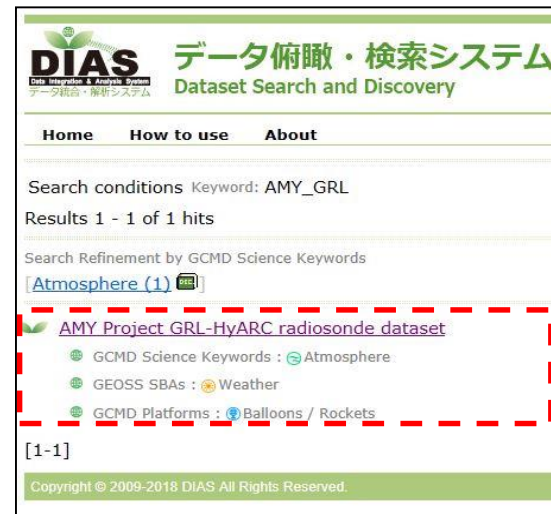 DIAS
Data Integration & Analysis System
データ統合・解析システム
データ俯瞰・検索システム
Dataset Search and Discovery
Home How to use About
Search conditions Keyword: AMY_GRL
Results 1 - 1 of 1 hits
Search Refinement by GCMD Science Keywords
[Atmosphere (1) ]
AMY Project GRL-HyARC radiosonde dataset
GCMD Science Keywords : Atmosphere
GEOSS SBAs : Weather
GCMD Platforms : Balloons / Rockets
[1-1]
Copyright © 2009-2018 DIAS All Rights Reserved.